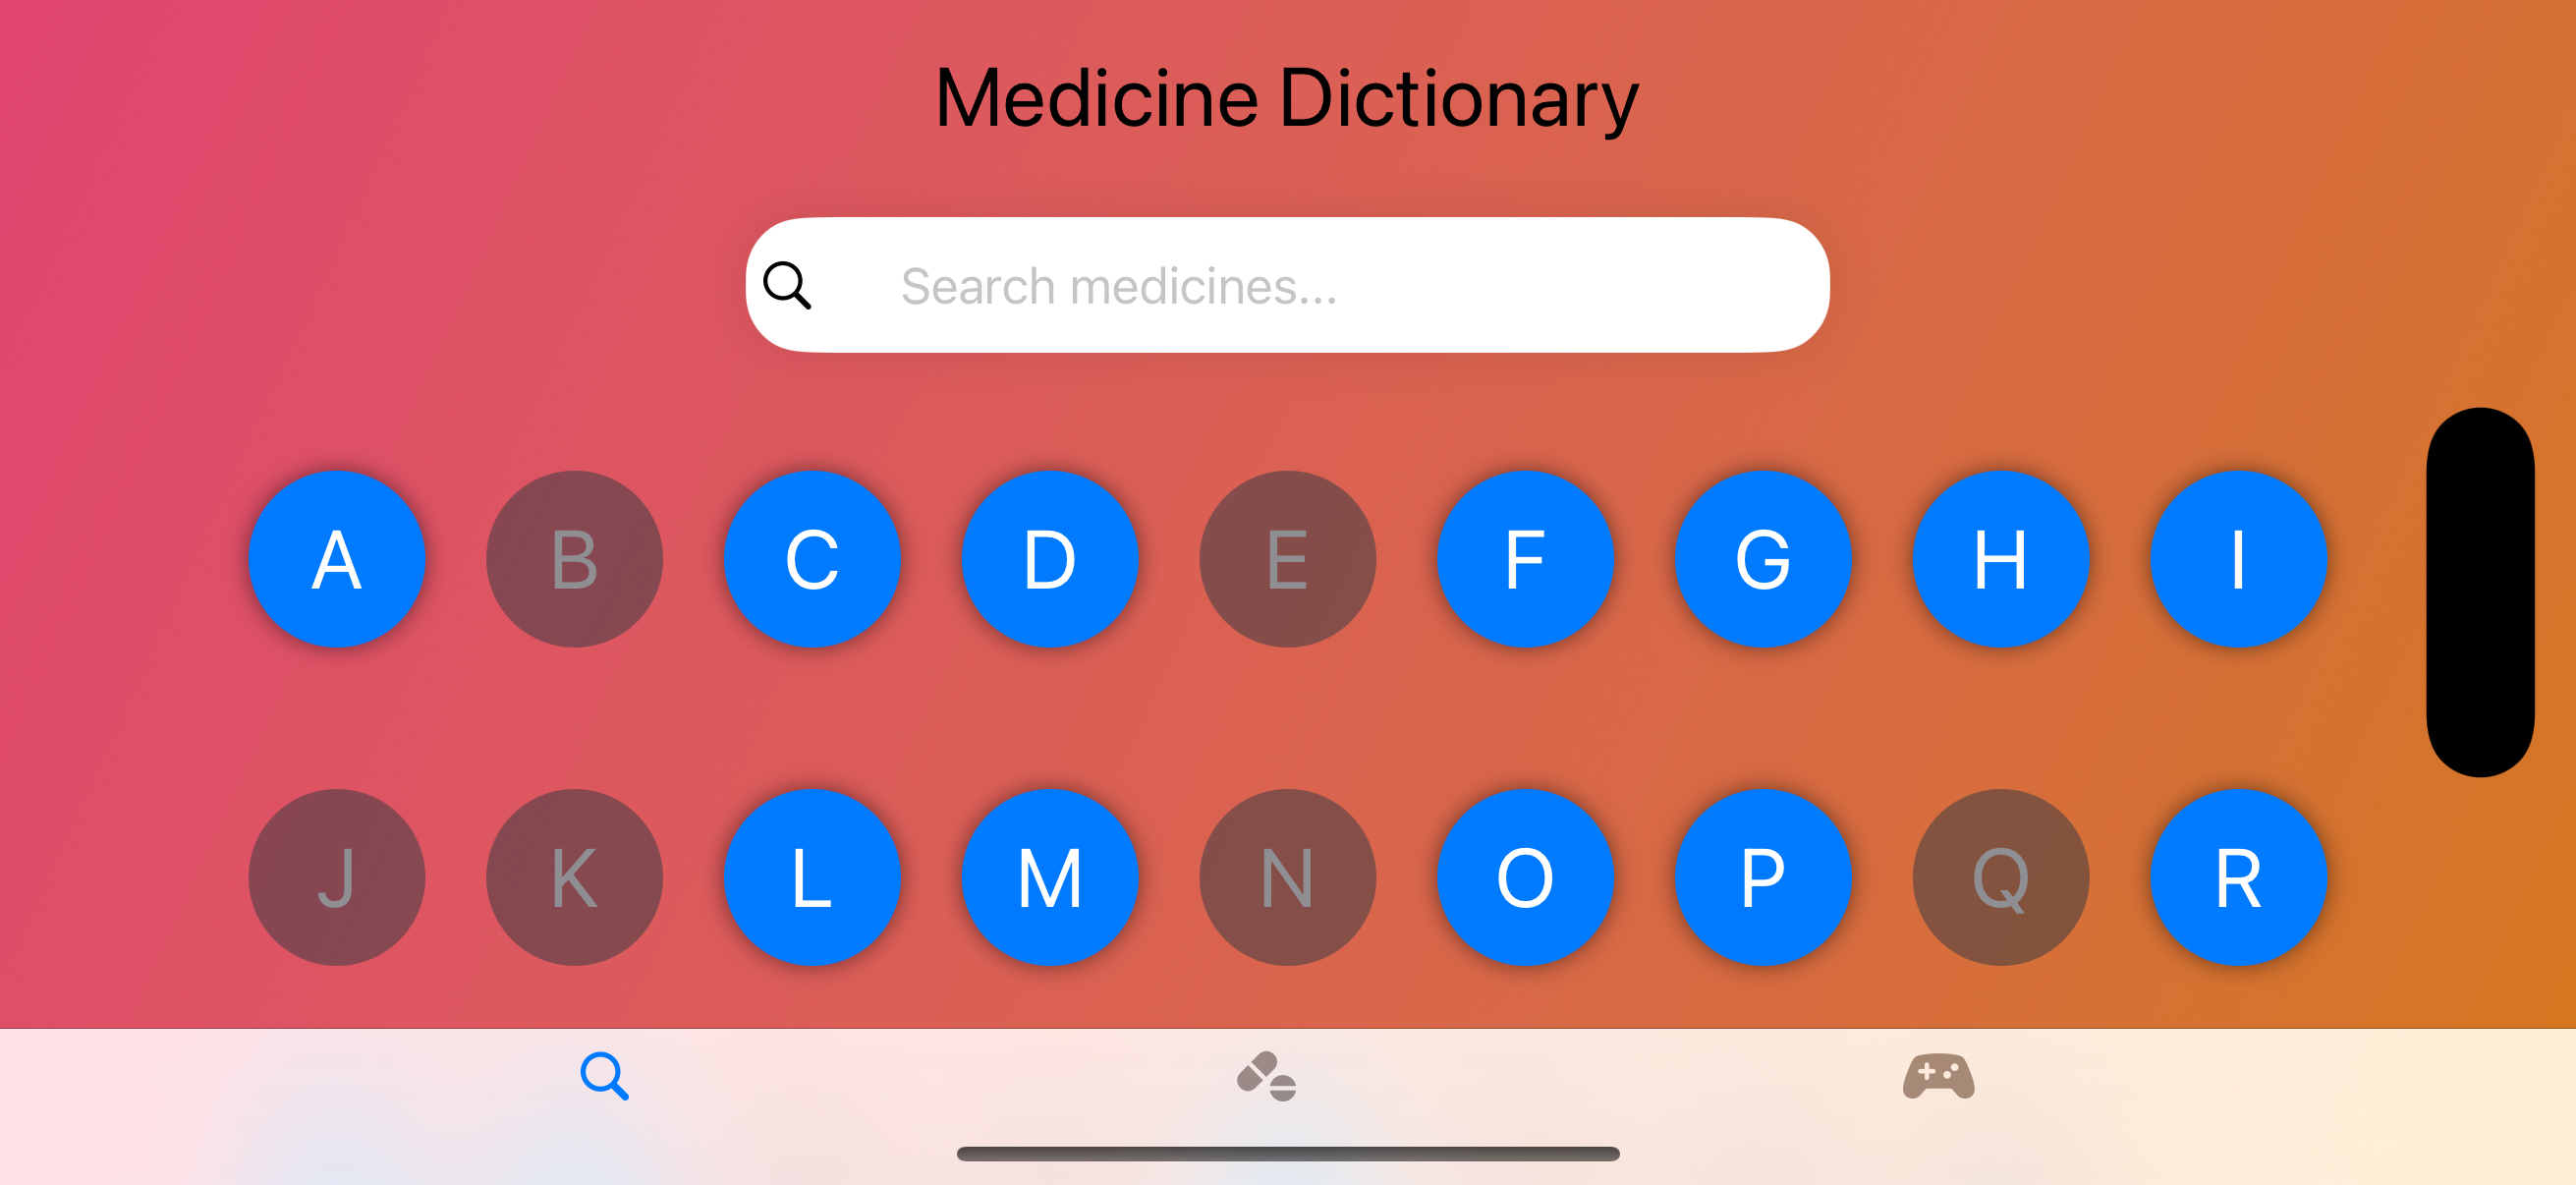 Medicine Dictionary
Search medicines...
A B C D E F G H I
J K L M N O P Q R